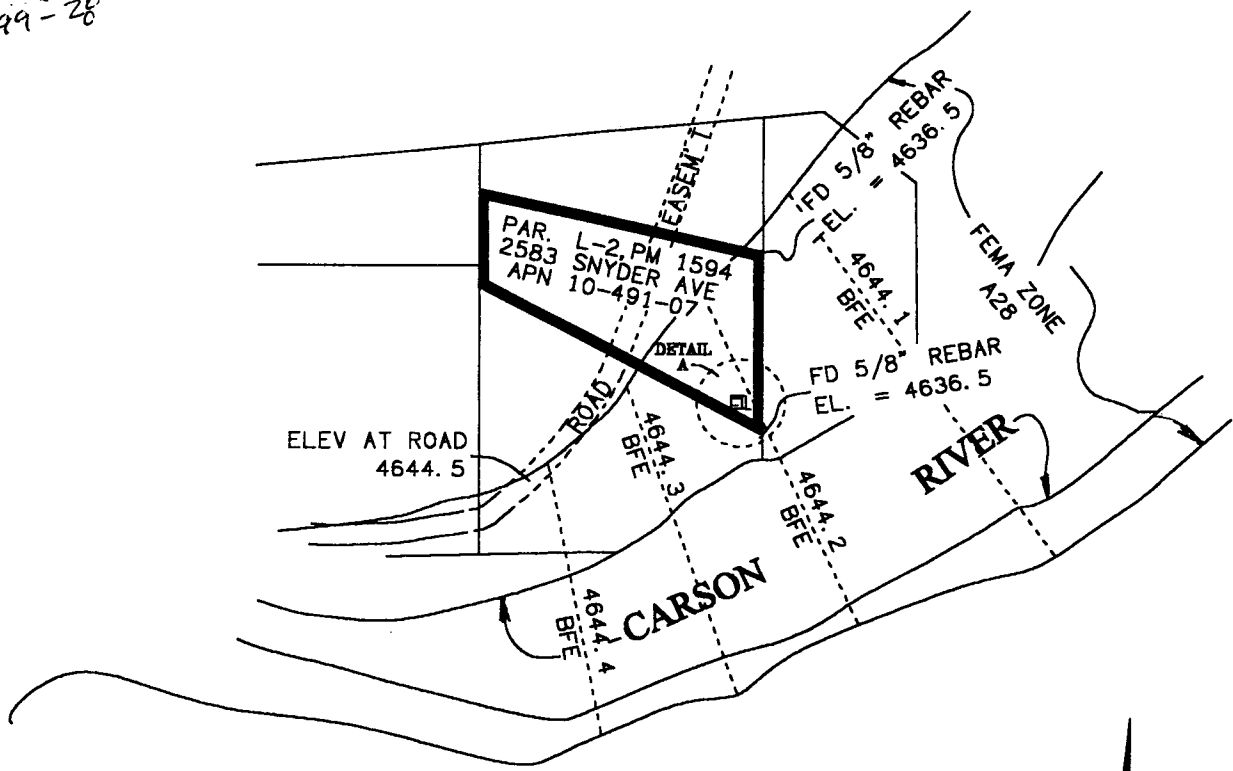 99-28
EASEM'T
FD 5/8" REBAR
EL. = 4636.5
PAR. L-2, PM 1594
2583 SNYDER AVE
APN 10-491-07
4644.1
BFE
FEMA ZONE
A28
DETAIL
A
FD 5/8" REBAR
EL. = 4636.5
ROAD
ELEV AT ROAD
4644.5
4644.3
BFE
4644.2
BFE
4644.4
BFE
CARSON
RIVER